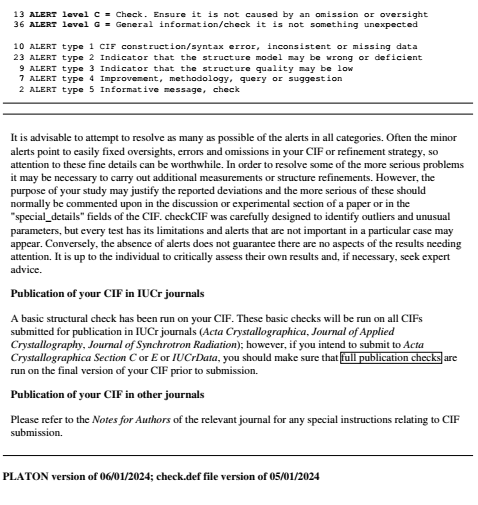 13 ALERT level C = Check. Ensure it is not caused by an omission or oversight
36 ALERT level G = General information/check it is not something unexpected
10 ALERT type 1 CIF construction/syntax error, inconsistent or missing data
23 ALERT type 2 Indicator that the structure model may be wrong or deficient
9 ALERT type 3 Indicator that the structure quality may be low
7 ALERT type 4 Improvement, methodology, query or suggestion
2 ALERT type 5 Informative message, check
It is advisable to attempt to resolve as many as possible of the alerts in all categories. Often the minor
alerts point to easily fixed oversights, errors and omissions in your CIF or refinement strategy, so
attention to these fine details can be worthwhile. In order to resolve some of the more serious problems
it may be necessary to carry out additional measurements or structure refinements. However, the
purpose of your study may justify the reported deviations and the more serious of these should
normally be commented upon in the discussion or experimental section of a paper or in the
"special_details" fields of the CIF. checkCIF was carefully designed to identify outliers and unusual
parameters, but every test has its limitations and alerts that are not important in a particular case may
appear. Conversely, the absence of alerts does not guarantee there are no aspects of the results needing
attention. It is up to the individual to critically assess their own results and, if necessary, seek expert
advice.
Publication of your CIF in IUCr journals
A basic structural check has been run on your CIF. These basic checks will be run on all CIFs
submitted for publication in IUCr journals (Acta Crystallographica, Journal of Applied
Crystallography, Journal of Synchrotron Radiation); however, if you intend to submit to Acta
Crystallographica Section C or E or IUCrData, you should make sure that full publication checks are
run on the final version of your CIF prior to submission.
Publication of your CIF in other journals
Please refer to the Notes for Authors of the relevant journal for any special instructions relating to CIF
submission.
PLATON version of 06/01/2024; check.def file version of 05/01/2024